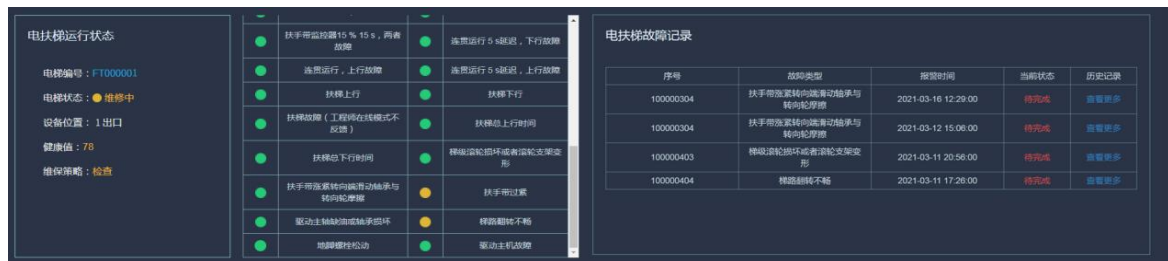 电扶梯运行状态
电梯编号：FT000001
电梯状态：维修中
设备位置：1出口
健康值：78
维保策略：检查
扶手带监控器15 % 15 s，两者
故障
连贯运行 5 s延迟，下行故障
连贯运行，上行故障
连贯运行 5 s延迟，上行故障
扶梯上行
扶梯下行
扶梯故障（工程师在线模式不
反馈）
扶梯总上行时间
扶梯总下行时间
梯级滚轮损坏或者滚轮支架变
形
扶手带涨紧转向端滑动轴承与
转向轮摩擦
扶手带过紧
驱动主轴缺油或轴承损坏
梯路翻转不畅
地脚螺栓松动
驱动主机故障
电扶梯故障记录
序号 故障类型 报警时间 当前状态 历史记录
100000304 扶手带涨紧转向端滑动轴承与
转向轮摩擦 2021-03-16 12:29:00 待完成 查看更多
100000304 扶手带涨紧转向端滑动轴承与
转向轮摩擦 2021-03-12 15:06:00 待完成 查看更多
100000403 梯级滚轮损坏或者滚轮支架变
形 2021-03-11 20:56:00 待完成 查看更多
100000404 梯路翻转不畅 2021-03-11 17:26:00 待完成 查看更多